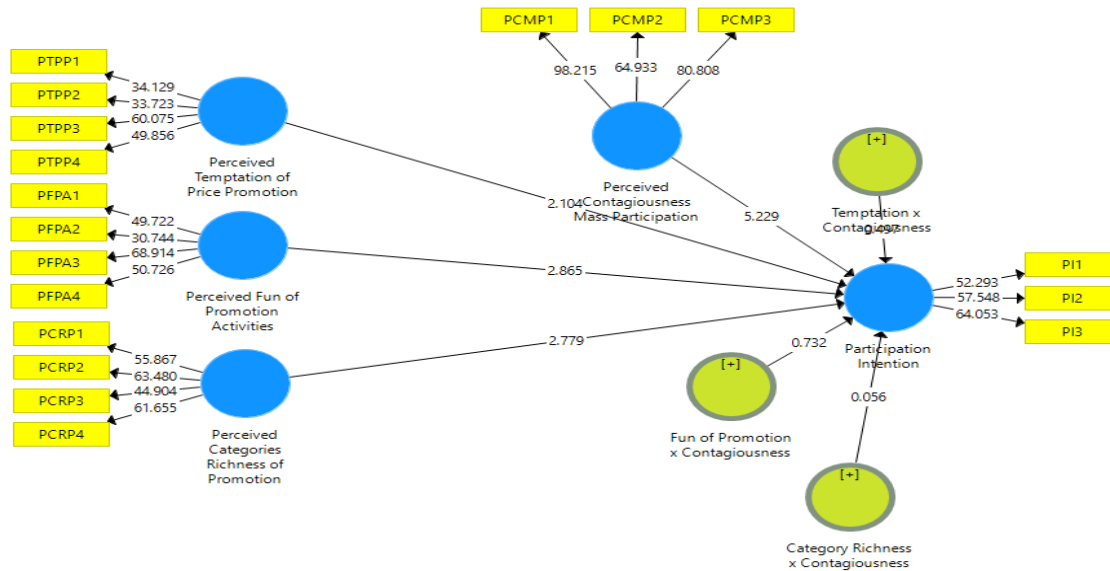 PCMP1
PCMP2
PCMP3
98.215
64.933
80.808
PTPP1
PTPP2
PTPP3
PTPP4
34.129
33.723
60.075
49.856
Perceived
Temptation of
Price Promotion
PFPA1
PFPA2
PFPA3
PFPA4
49.722
30.744
68.914
50.726
Perceived Fun of
Promotion
Activities
PCRP1
PCRP2
PCRP3
PCRP4
55.867
63.480
44.904
61.655
Perceived
Categories
Richness of
Promotion
Perceived
Contagiousness
Mass Participation
2.104
5.229
2.865
2.779
[+]
Temptation x
Contagiousness
PI1
PI2
PI3
52.293
57.548
64.053
Participation
Intention
0.732
[+]
Fun of Promotion
x Contagiousness
0.056
[+]
Category Richness
x Contagiousness